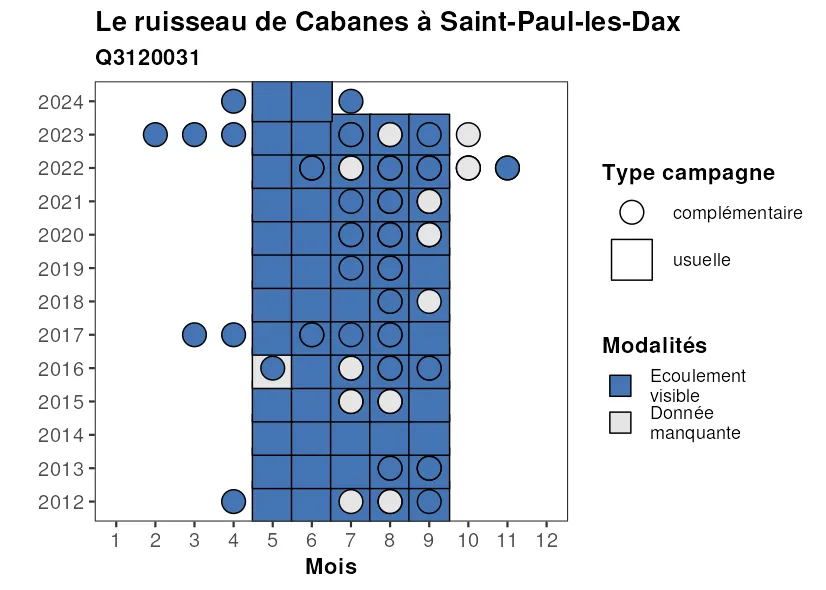 Le ruisseau de Cabanes à Saint-Paul-les-Dax
Q3120031
2024
2023
2022
2021
2020
2019
2018
2017
2016
2015
2014
2013
2012
1 2 3 4 5 6 7 8 9 10 11 12
Mois
Type campagne
complémentaire
usuelle
Modalités
Ecoulement
visible
Donnée
manquante